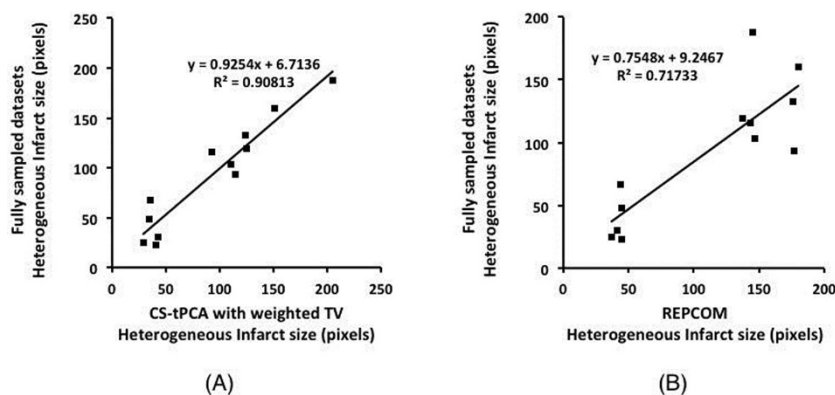 250
200
150
100
50
0
y = 0.9254x + 6.7136
R² = 0.90813
Fully sampled datasets
Heterogeneous Infarct size (pixels)
0 50 100 150 200 250
CS-tPCA with weighted TV
Heterogeneous Infarct size (pixels)
(A)
200
150
100
50
0
y = 0.7548x + 9.2467
R² = 0.71733
Fully sampled datasets
Heterogeneous Infarct size (pixels)
0 50 100 150 200
REPCOM
Heterogeneous Infarct size (pixels)
(B)